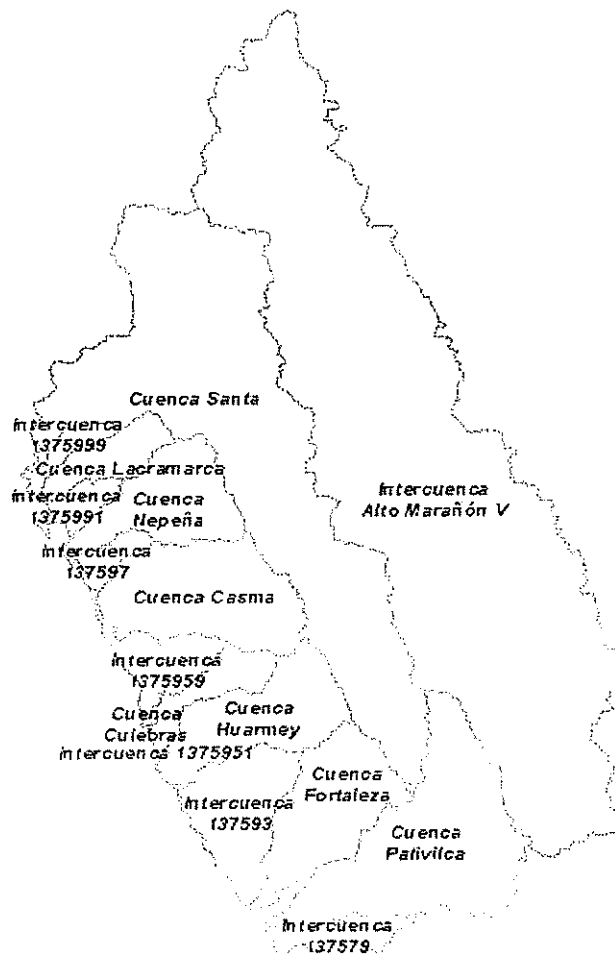 Cuenca Santa
Intercuenca
1375999
Cuenca Lacramarca
Intercuenca
1375991
Cuenca
Nepeña
Intercuenca
Alto Marañón V
Intercuenca
137597
Cuenca Casma
Intercuenca
1375959
Cuenca
Culebras
Cuenca
Huarmey
Intercuenca 1375951
Cuenca
Fortaleza
Intercuenca
137593
Cuenca
Pativilca
Intercuenca
137579